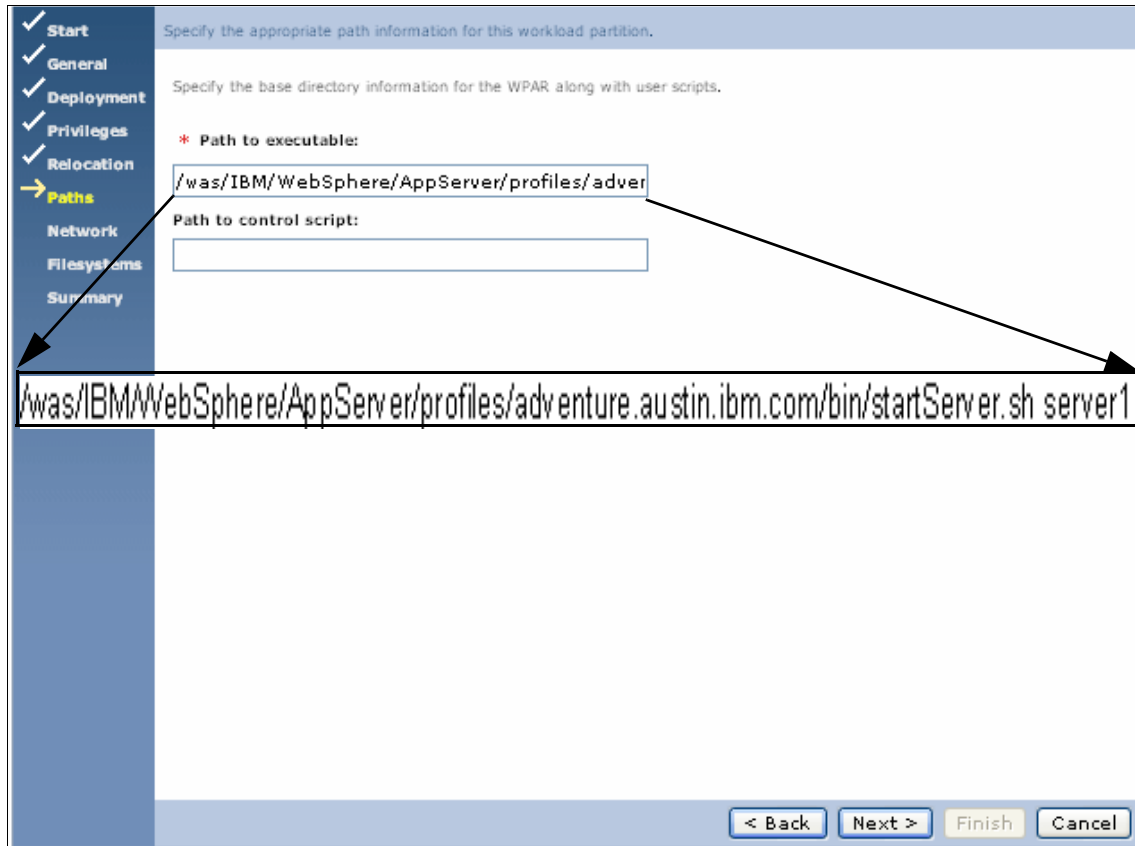 Start
General
Deployment
Privileges
Relocation
Paths
Network
Filesystems
Summary
Specify the appropriate path information for this workload partition.
Specify the base directory information for the WPAR along with user scripts.
* Path to executable:
/was/IBM/WebSphere/AppServer/profiles/adver
Path to control script:
/was/IBM/WebSphere/AppServer/profiles/adventure.austin.ibm.com/bin/startServer.sh server1
< Back Next > Finish Cancel